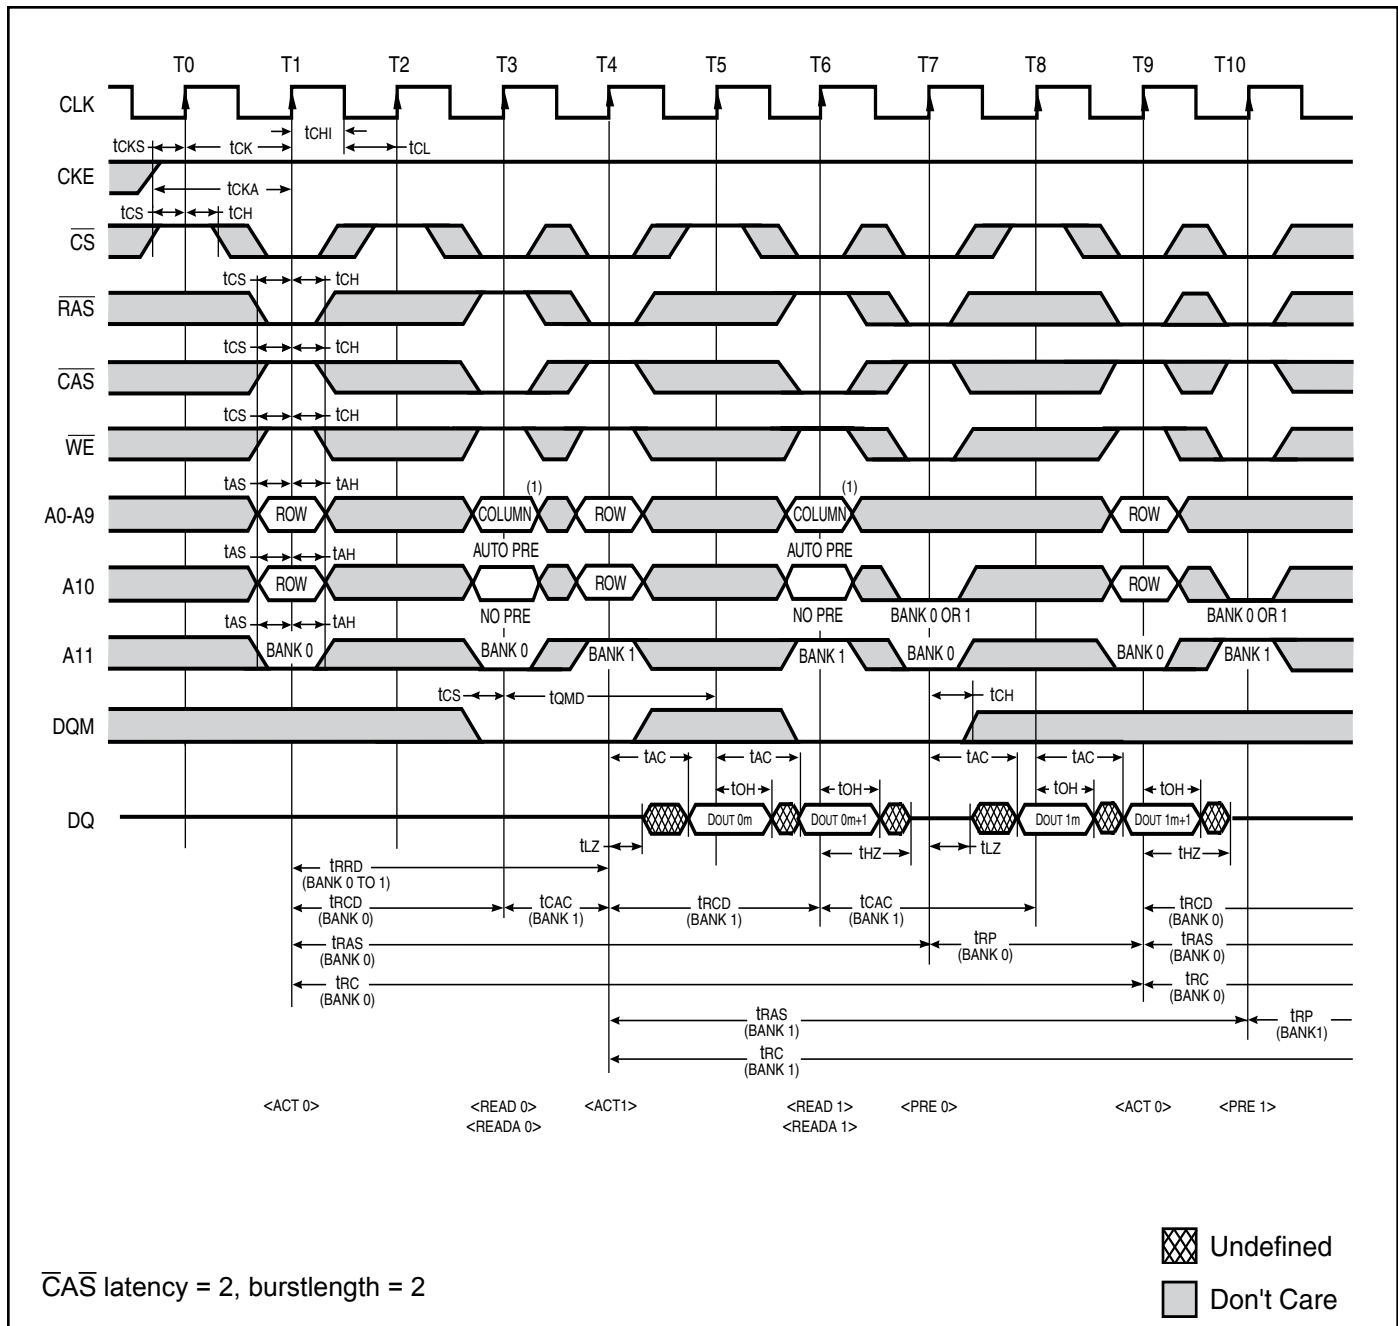 T0 T1 T2 T3 T4 T5 T6 T7 T8 T9 T10
CLK
tCHI
tCKS tCK tCL
CKE
tCKA
tCS tCH
CS
tCS tCH
RAS
tCS tCH
CAS
tCS tCH
WE
tAS tAH (1) (1)
A0-A9 ROW COLUMN ROW COLUMN ROW
tAS tAH AUTO PRE AUTO PRE
A10 ROW ROW ROW
NO PRE NO PRE BANK 0 OR 1 BANK 0 OR 1
tAS tAH
A11 BANK 0 BANK 0 BANK 1 BANK 1 BANK 0 BANK 0 BANK 1
tCS tQMD tCH
DQM
tAC tAC tAC tAC
tOH tOH tOH tOH
DQ DOUT 0m DOUT 0m+1 DOUT 1m DOUT 1m+1
tLZ tHZ tLZ tHZ
tRRD
(BANK 0 TO 1)
tRCD tCAC tRCD tCAC tRCD
(BANK 0) (BANK 1) (BANK 1) (BANK 1) (BANK 0)
tRAS tRP tRAS
(BANK 0) (BANK 0) (BANK 0)
tRC tRC
(BANK 0) (BANK 0)
tRAS tRP
(BANK 1) (BANK1)
tRC
(BANK 1)
<ACT 0> <READ 0> <ACT1> <READ 1> <PRE 0> <ACT 0> <PRE 1>
<READA 0> <READA 1>
Undefined
CAS latency = 2, burstlength = 2
Don't Care